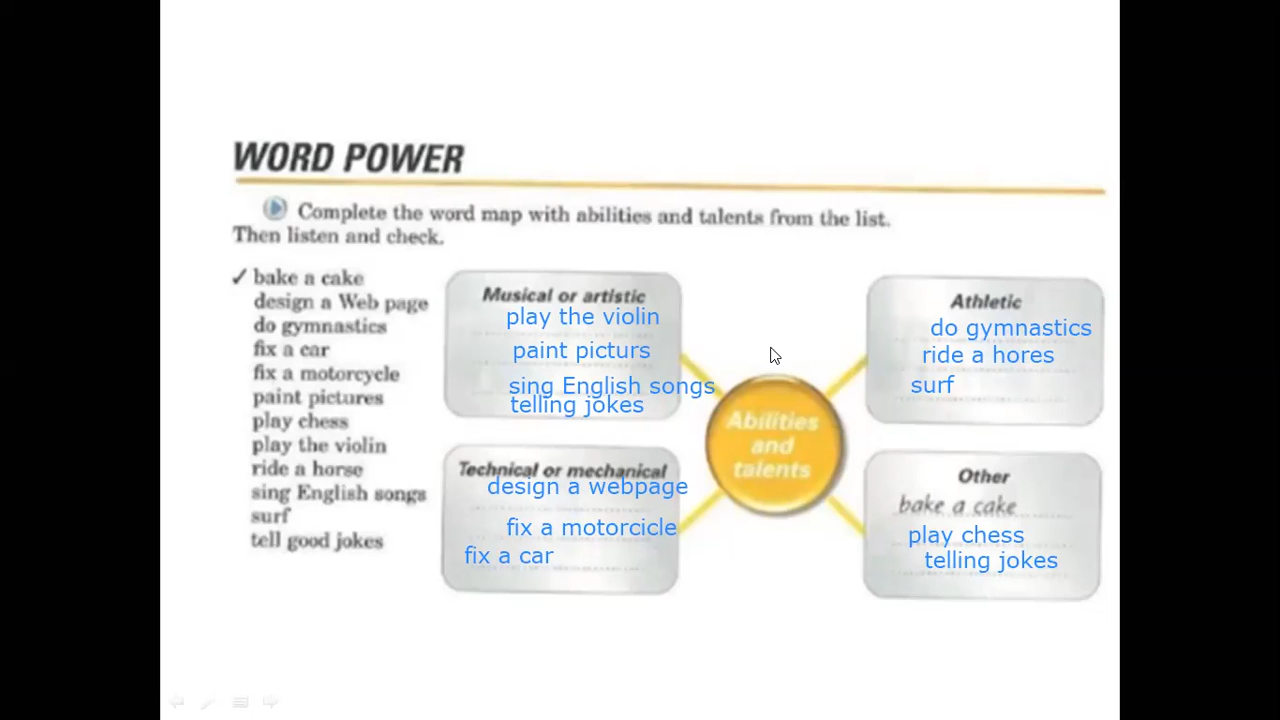 WORD POWER
Complete the word map with abilities and talents from the list.
Then listen and check.
✓ bake a cake
design a Web page
do gymnastics
fix a car
fix a motorcycle
paint pictures
play chess
play the violin
ride a horse
sing English songs
surf
tell good jokes
Musical or artistic
play the violin
paint picturs
sing English songs
telling jokes
Technical or mechanical
design a webpage
fix a motorcicle
fix a car
Abilities
and
talents
Athletic
do gymnastics
ride a hores
surf
Other
bake a cake
play chess
telling jokes